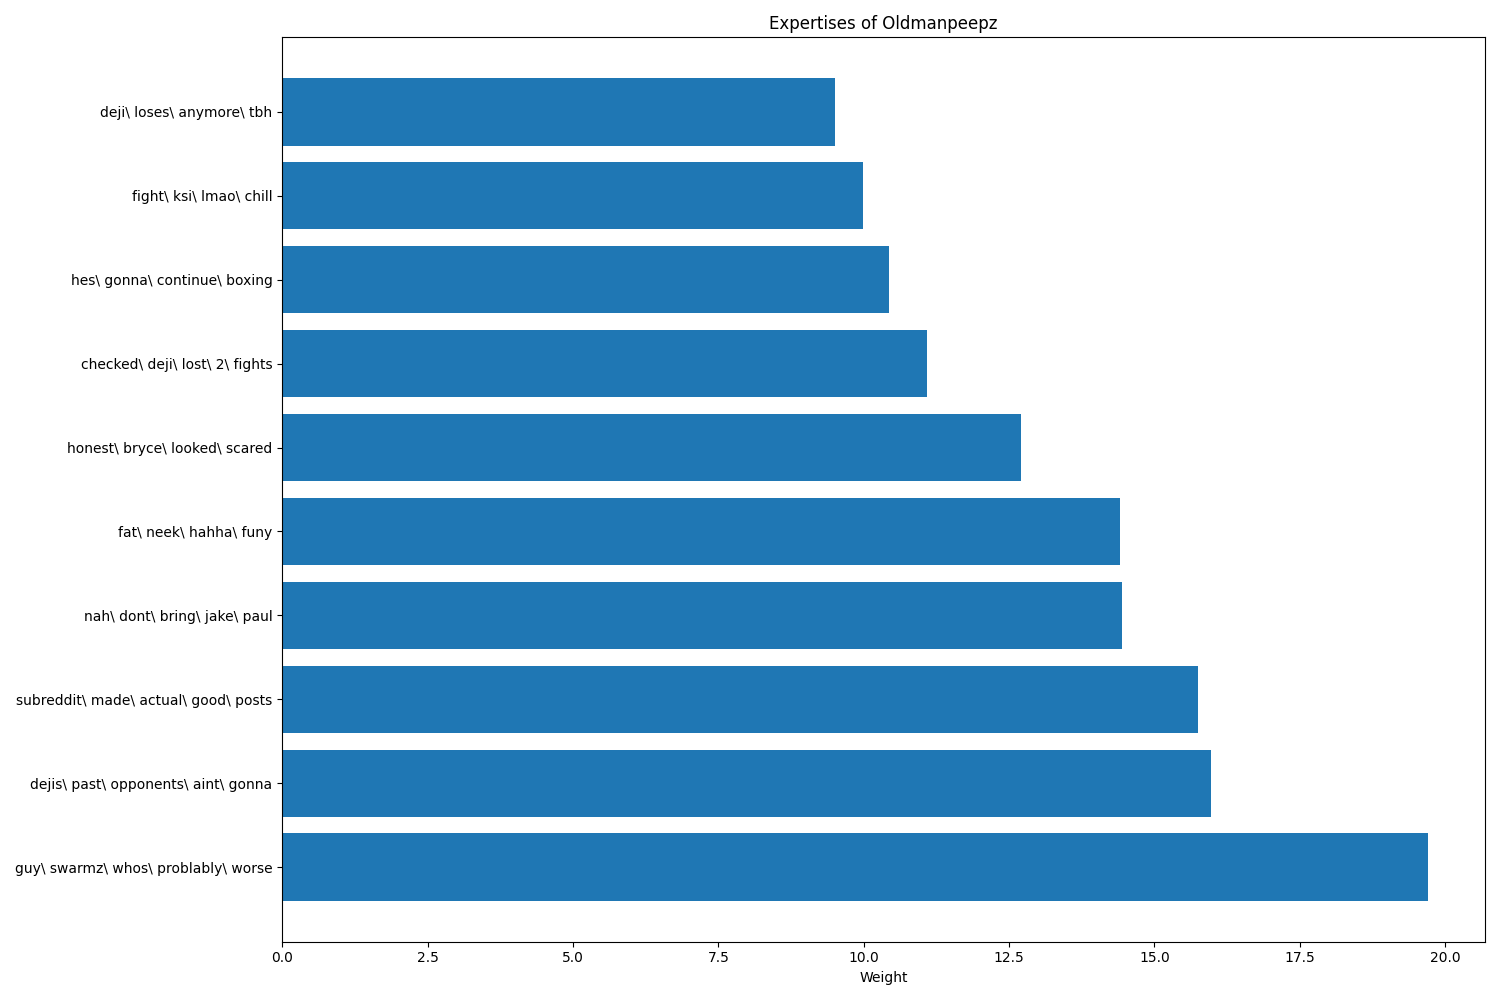 Expertises of Oldmanpeepz
deji\ loses\ anymore\ tbh
fight\ ksi\ lmao\ chill
hes\ gonna\ continue\ boxing
checked\ deji\ lost\ 2\ fights
honest\ bryce\ looked\ scared
fat\ neek\ hahha\ funy
nah\ dont\ bring\ jake\ paul
subreddit\ made\ actual\ good\ posts
dejis\ past\ opponents\ aint\ gonna
guy\ swarmz\ whos\ problably\ worse
0.0 2.5 5.0 7.5 10.0 12.5 15.0 17.5 20.0
Weight